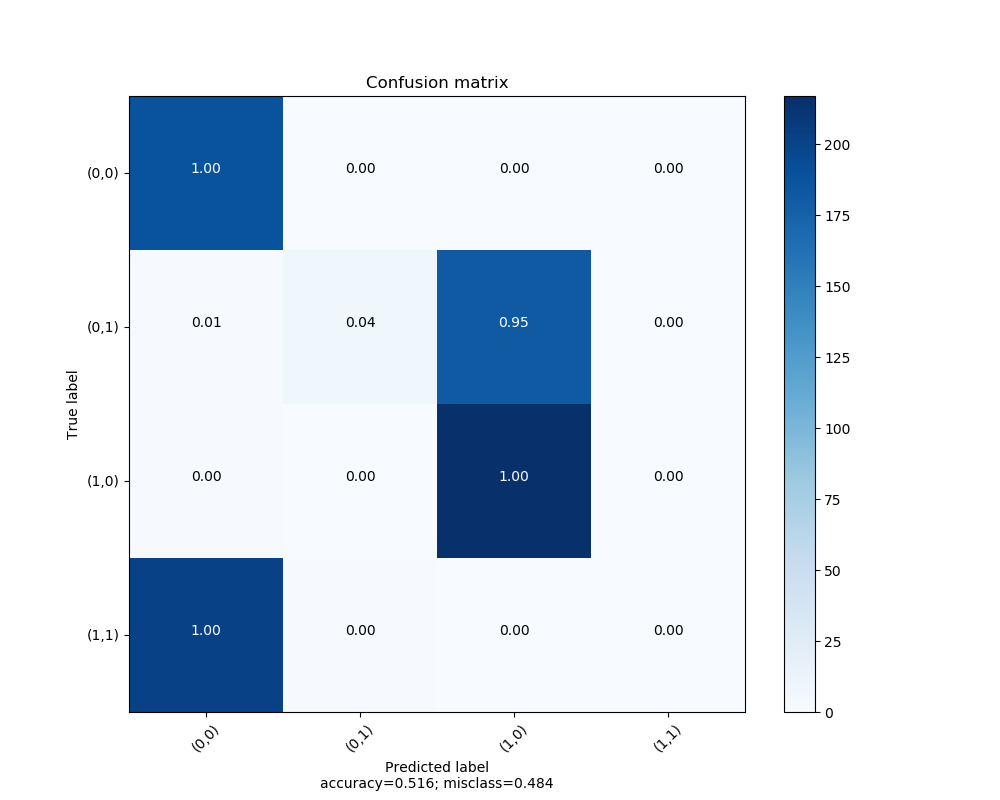 Confusion matrix
(0,0) 1.00 0.00 0.00 0.00
(0,1) 0.01 0.04 0.95 0.00
(1,0) 0.00 0.00 1.00 0.00
(1,1) 1.00 0.00 0.00 0.00
True label
(0,0) (0,1) (1,0) (1,1)
Predicted label
accuracy=0.516; misclass=0.484
200
175
150
125
100
75
50
25
0